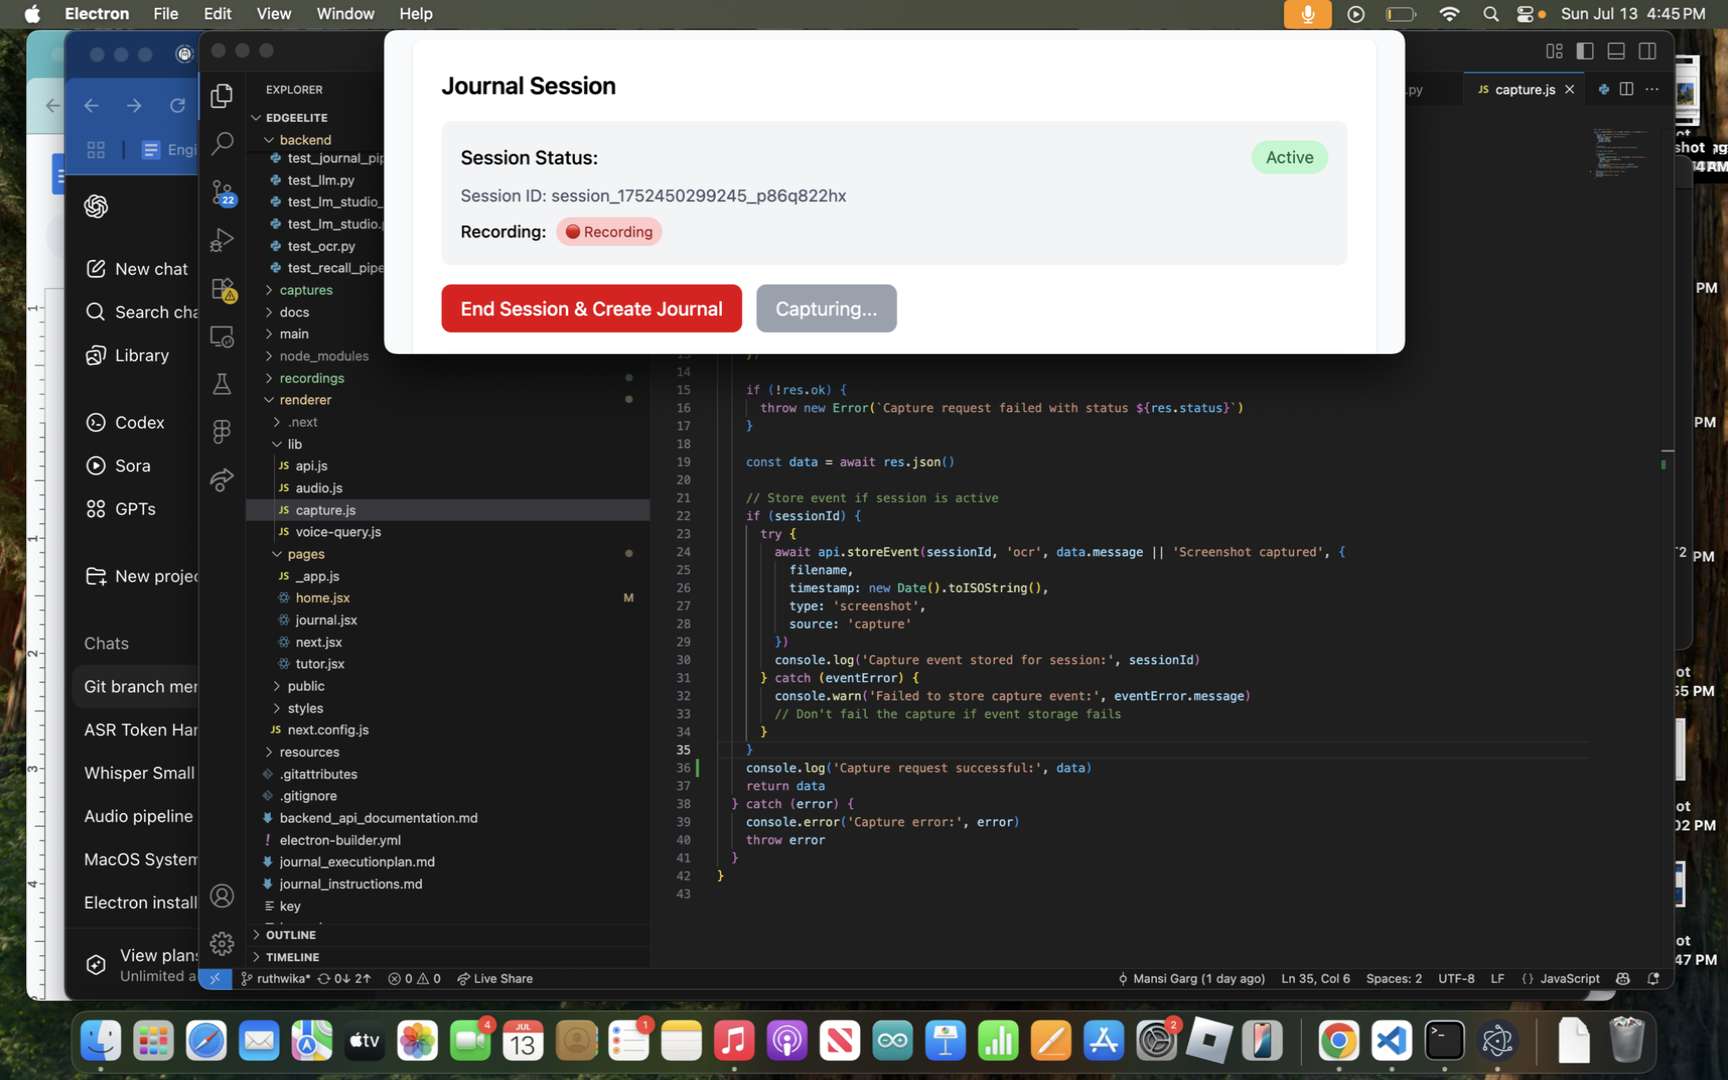 Electron File Edit View Window Help
Sun Jul 13 4:45 PM
Journal Session
Session Status:
Active
Session ID: session_1752450299245_p86q822hx
Recording: Recording
End Session & Create Journal
Capturing...
Engi
New chat
Search cha
Library
Codex
Sora
GPTs
New projec
Chats
Git branch mer
ASR Token Har
Whisper Small
Audio pipeline
MacOS System
Electron install
View plans
Unlimited a
22
EXPLORER
EDGEELITE
backend
test_journal_pip
test_llm.py
test_lm_studio_
test_lm_studio.p
test_ocr.py
test_recall_pipe
captures
docs
main
node_modules
recordings
renderer
.next
lib
JS api.js
JS audio.js
JS capture.js
JS voice-query.js
pages
JS _app.js
home.jsx M
journal.jsx
next.jsx
tutor.jsx
public
styles
JS next.config.js
resources
.gitattributes
.gitignore
backend_api_documentation.md
! electron-builder.yml
journal_executionplan.md
journal_instructions.md
key
OUTLINE
TIMELINE
.py
JS capture.js
14
15 if (!res.ok) {
16 throw new Error(`Capture request failed with status ${res.status}`)
17 }
18
19 const data = await res.json()
20
21 // Store event if session is active
22 if (sessionId) {
23 try {
24 await api.storeEvent(sessionId, 'ocr', data.message || 'Screenshot captured', {
25 filename,
26 timestamp: new Date().toISOString(),
27 type: 'screenshot',
28 source: 'capture'
29 })
30 console.log('Capture event stored for session:', sessionId)
31 } catch (eventError) {
32 console.warn('Failed to store capture event:', eventError.message)
33 // Don't fail the capture if event storage fails
34 }
35 }
36 console.log('Capture request successful:', data)
37 return data
38 } catch (error) {
39 console.error('Capture error:', error)
40 throw error
41 }
42 }
43
ruthwika* 0↓ 2↑ 0 0 Live Share
Mansi Garg (1 day ago) Ln 35, Col 6 Spaces: 2 UTF-8 LF {} JavaScript
PM
PM
PM
55 PM
02 PM
47 PM
4
JUL
13
tv
1
2